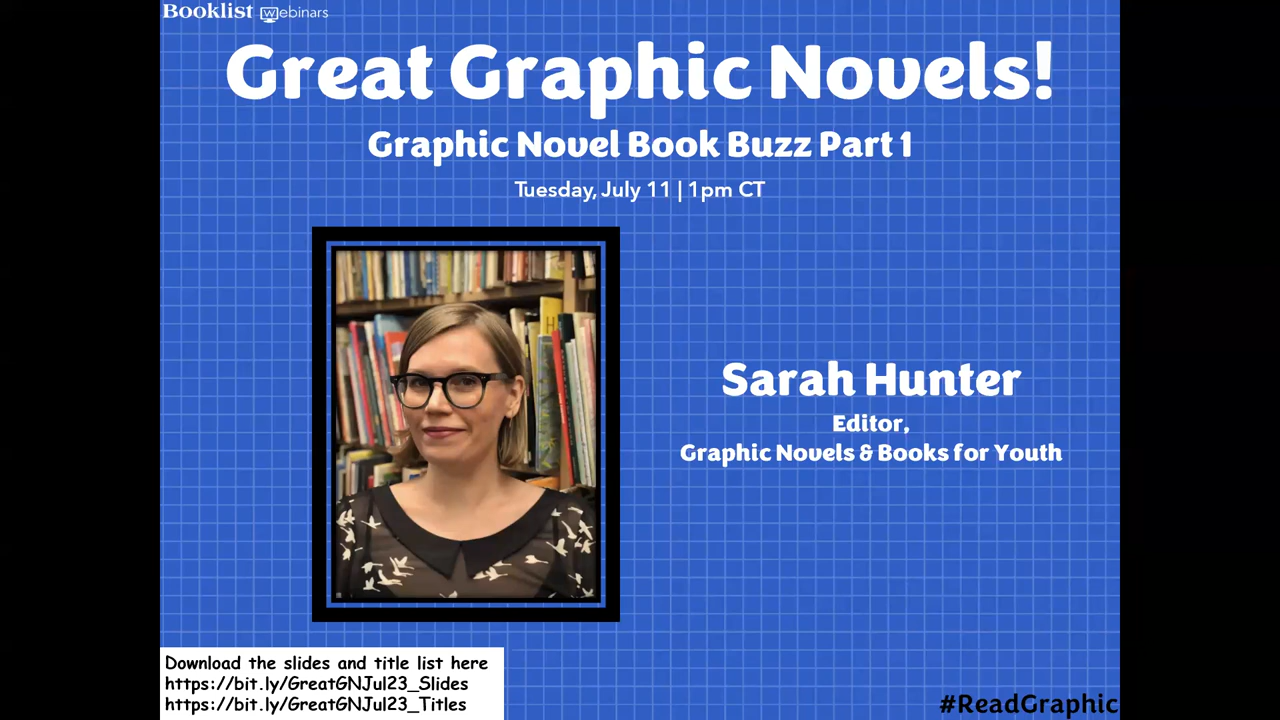 Booklist Webinars
Great Graphic Novels!
Graphic Novel Book Buzz Part 1
Tuesday, July 11 | 1pm CT
Sarah Hunter
Editor,
Graphic Novels & Books for Youth
Download the slides and title list here
https://bit.ly/GreatGNJul23_Slides
https://bit.ly/GreatGNJul23_Titles
#ReadGraphic